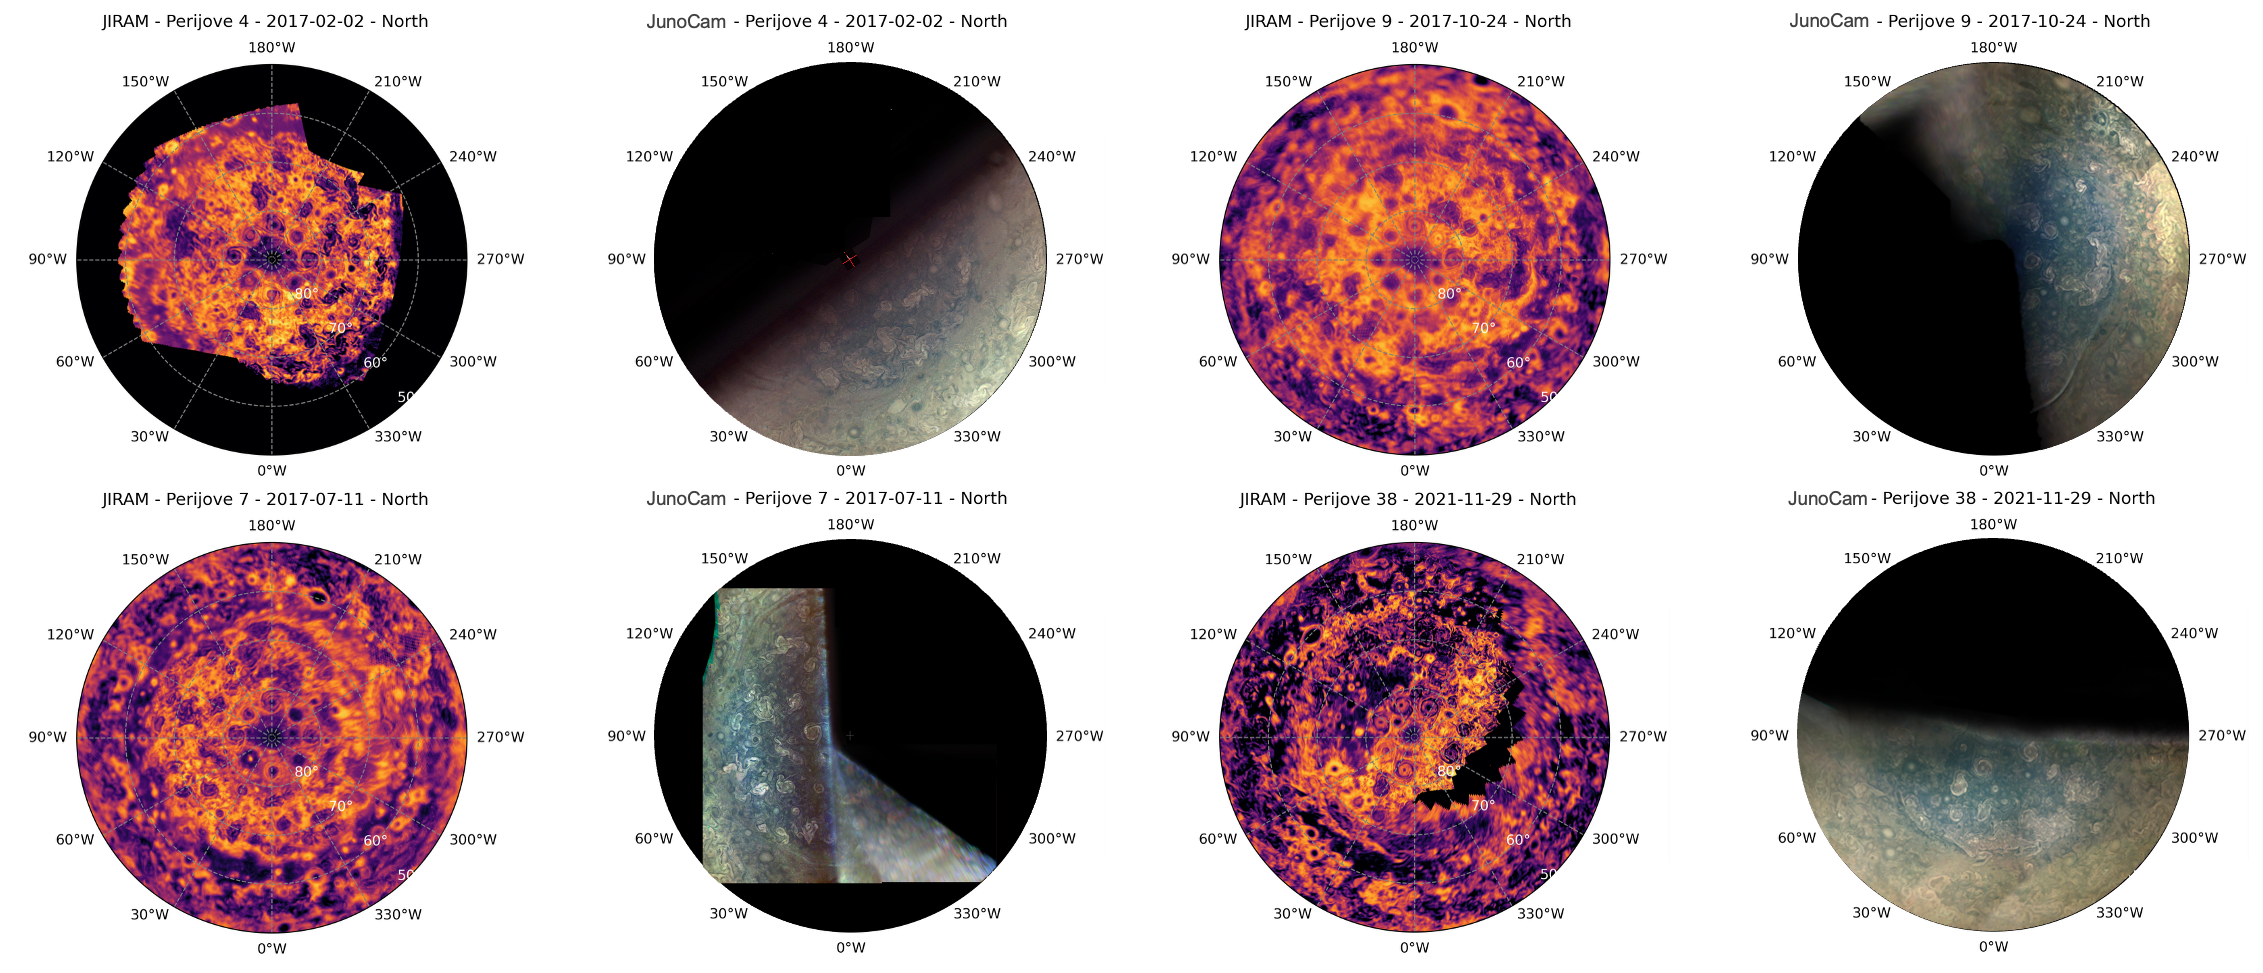 JIRAM - Perijove 4 - 2017-02-02 - North
180°W
150°W 210°W
120°W 240°W
90°W 270°W
80°
70°
60°W 60° 300°W
50
30°W 330°W
0°W
JunoCam - Perijove 4 - 2017-02-02 - North
180°W
150°W 210°W
120°W 240°W
90°W 270°W
60°W 300°W
30°W 330°W
0°W
JIRAM - Perijove 9 - 2017-10-24 - North
180°W
150°W 210°W
120°W 240°W
90°W 270°W
80°
70°
60°W 60° 300°W
50
30°W 330°W
0°W
JunoCam - Perijove 9 - 2017-10-24 - North
180°W
150°W 210°W
120°W 240°W
90°W 270°W
60°W 300°W
30°W 330°W
0°W
JIRAM - Perijove 7 - 2017-07-11 - North
180°W
150°W 210°W
120°W 240°W
90°W 270°W
80°
70°
60°W 60° 300°W
50
30°W 330°W
0°W
JunoCam - Perijove 7 - 2017-07-11 - North
180°W
150°W 210°W
120°W 240°W
90°W 270°W
60°W 300°W
30°W 330°W
0°W
JIRAM - Perijove 38 - 2021-11-29 - North
180°W
150°W 210°W
120°W 240°W
90°W 270°W
80°
70°
60°W 60° 300°W
50
30°W 330°W
0°W
JunoCam - Perijove 38 - 2021-11-29 - North
180°W
150°W 210°W
120°W 240°W
90°W 270°W
60°W 300°W
30°W 330°W
0°W